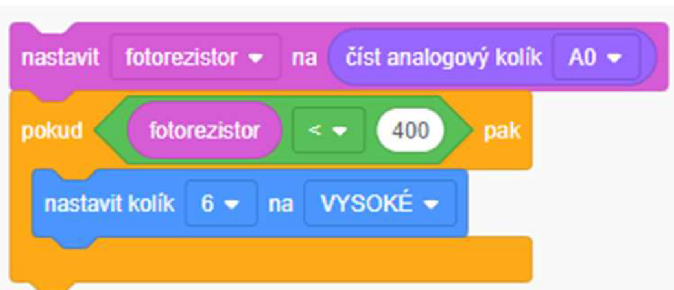 nastavit fotorezistor na číst analogový kolík A0
pokud fotorezistor < 400 pak
nastavit kolík 6 na VYSOKÉ